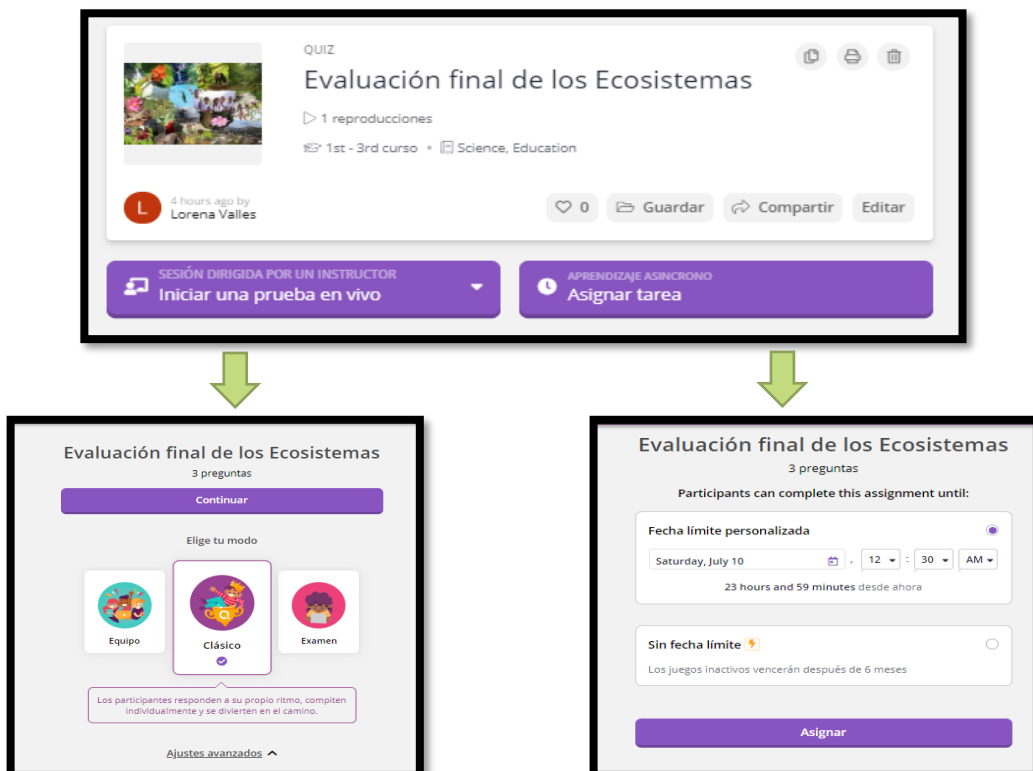 QUIZ
Evaluación final de los Ecosistemas
1 reproducciones
1st - 3rd curso • Science, Education
L
4 hours ago by
Lorena Valles
0 Guardar Compartir Editar
SESIÓN DIRIGIDA POR UN INSTRUCTOR
Iniciar una prueba en vivo
APRENDIZAJE ASINCRONO
Asignar tarea
Evaluación final de los Ecosistemas
3 preguntas
Continuar
Elige tu modo
Equipo
Clásico
Examen
Los participantes responden a su propio ritmo, compiten
individualmente y se divierten en el camino.
Ajustes avanzados
Evaluación final de los Ecosistemas
3 preguntas
Participants can complete this assignment until:
Fecha límite personalizada
Saturday, July 10 , 12 : 30 AM
23 hours and 59 minutes desde ahora
Sin fecha límite
Los juegos inactivos vencerán después de 6 meses
Asignar